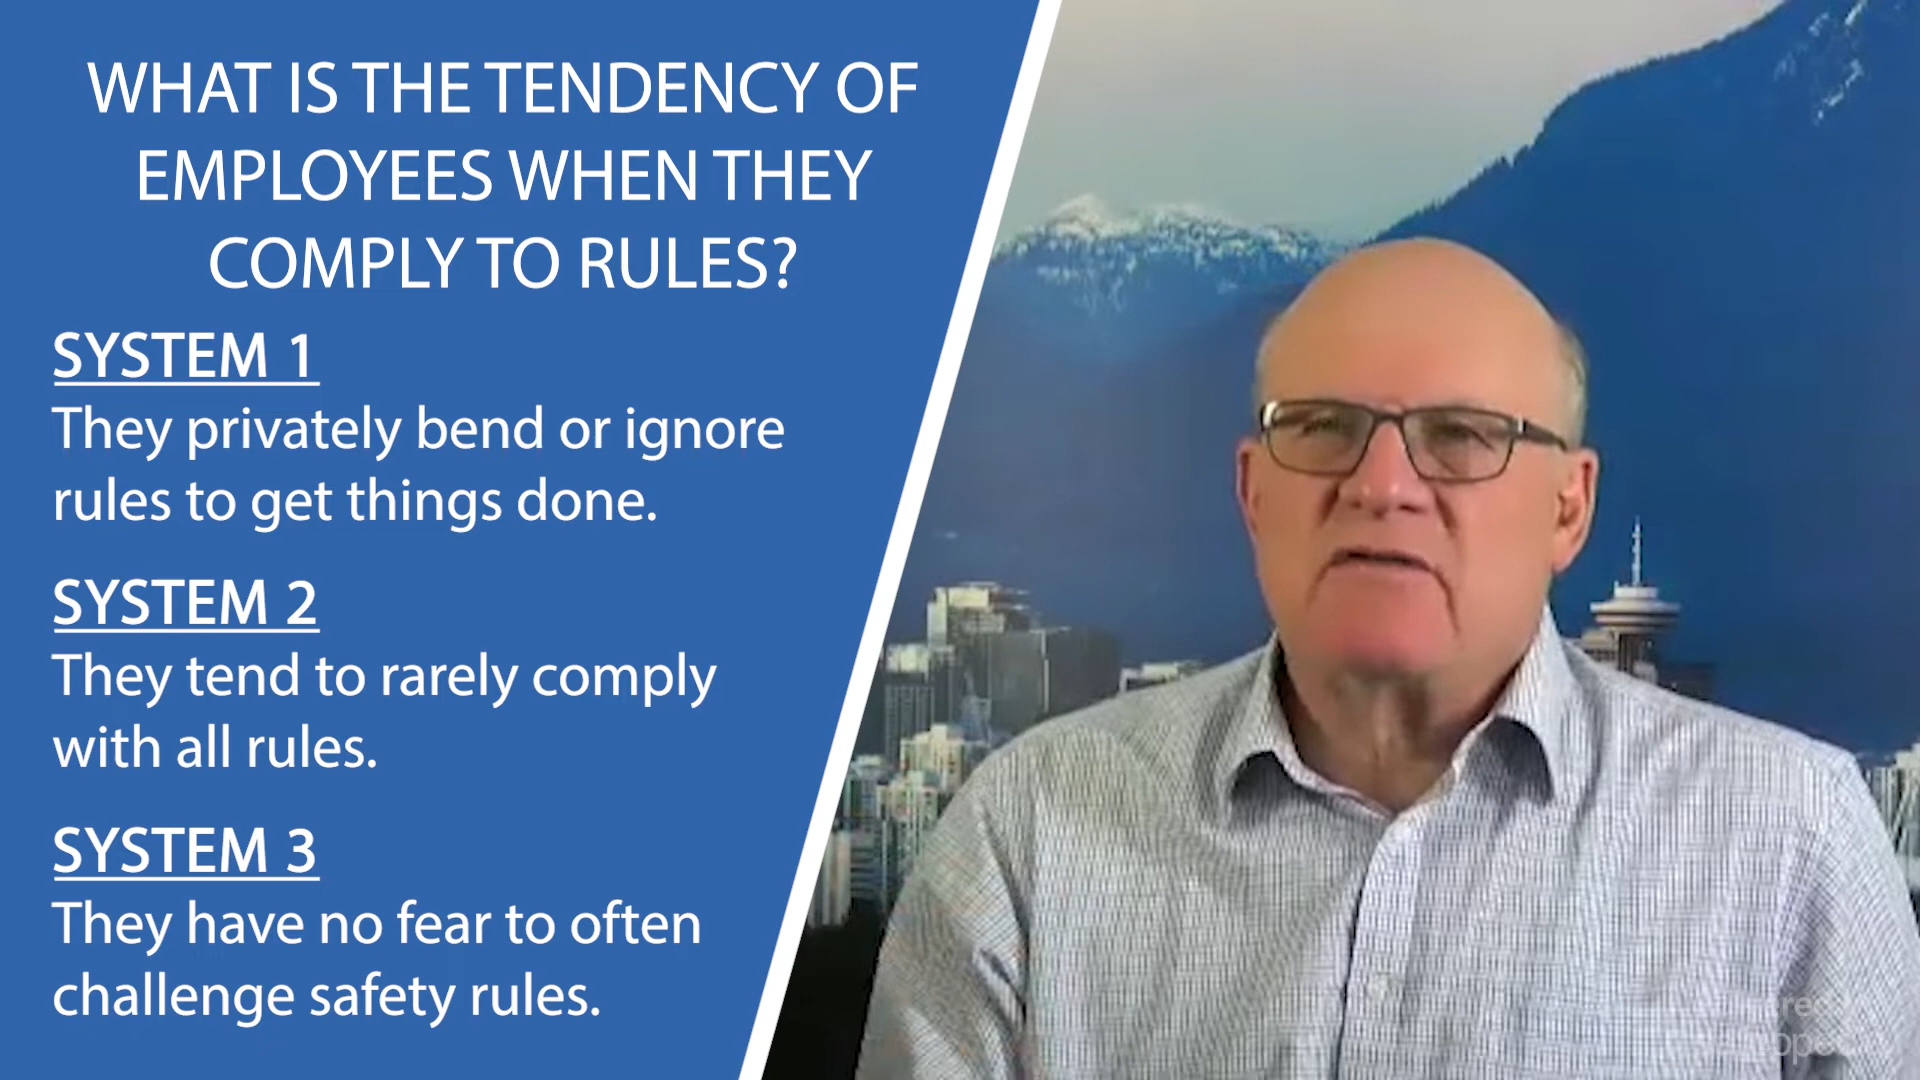 WHAT IS THE TENDENCY OF
EMPLOYEES WHEN THEY
COMPLY TO RULES?
SYSTEM 1
They privately bend or ignore
rules to get things done.
SYSTEM 2
They tend to rarely comply
with all rules.
SYSTEM 3
They have no fear to often
challenge safety rules.